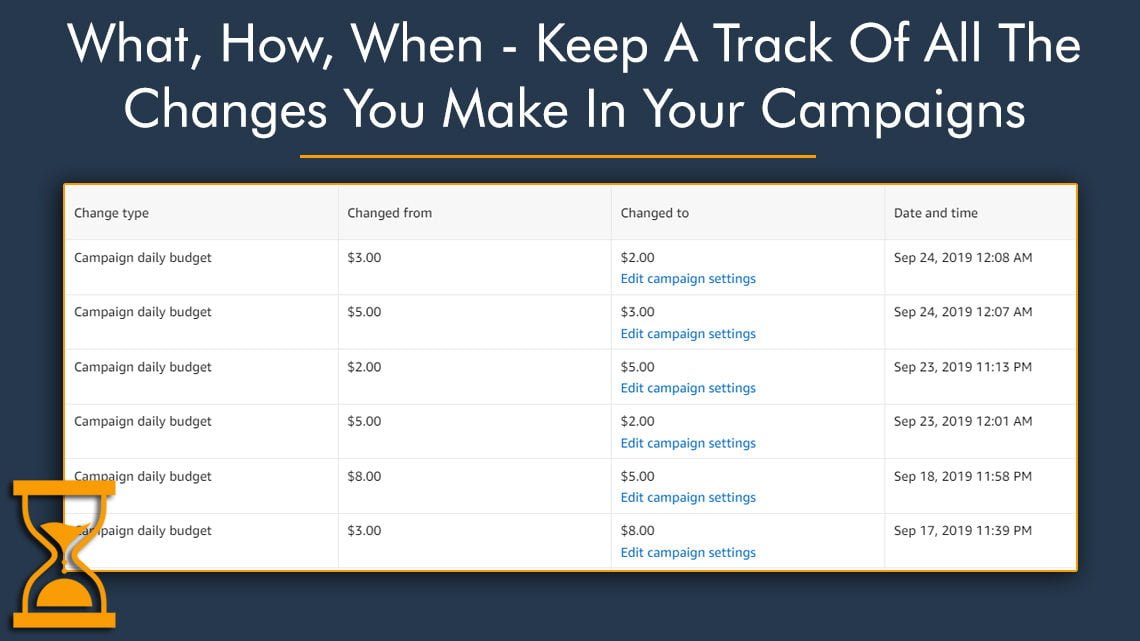 What, How, When - Keep A Track Of All The
Changes You Make In Your Campaigns
Change type Changed from Changed to Date and time
Campaign daily budget $3.00 $2.00 Sep 24, 2019 12:08 AM
Edit campaign settings
Campaign daily budget $5.00 $3.00 Sep 24, 2019 12:07 AM
Edit campaign settings
Campaign daily budget $2.00 $5.00 Sep 23, 2019 11:13 PM
Edit campaign settings
Campaign daily budget $5.00 $2.00 Sep 23, 2019 12:01 AM
Edit campaign settings
Campaign daily budget $8.00 $5.00 Sep 18, 2019 11:58 PM
Edit campaign settings
Campaign daily budget $3.00 $8.00 Sep 17, 2019 11:39 PM
Edit campaign settings